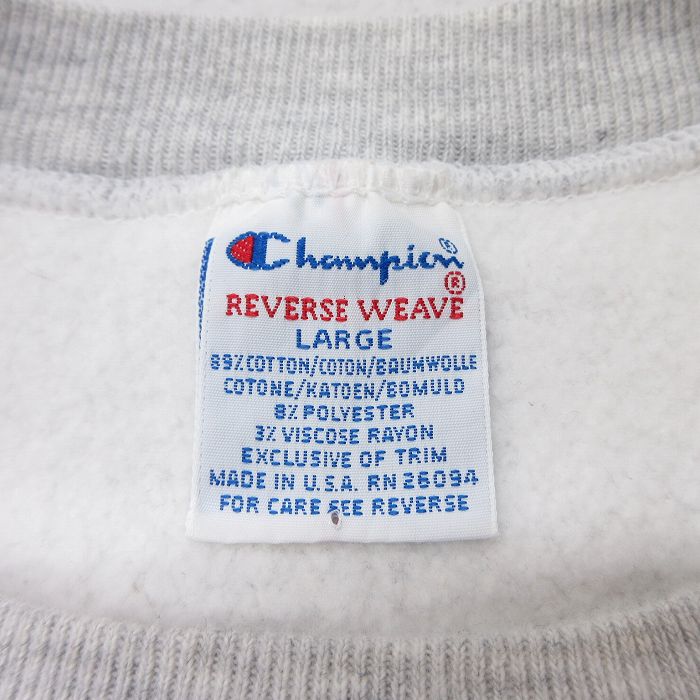 Champion®
REVERSE WEAVE®
LARGE
89% COTTON/COTON/BAUMWOLLE
COTONE/KATOEN/BOMULD
8% POLYESTER
3% VISCOSE RAYON
EXCLUSIVE OF TRIM
MADE IN U.S.A. RN 26094
FOR CARE SEE REVERSE